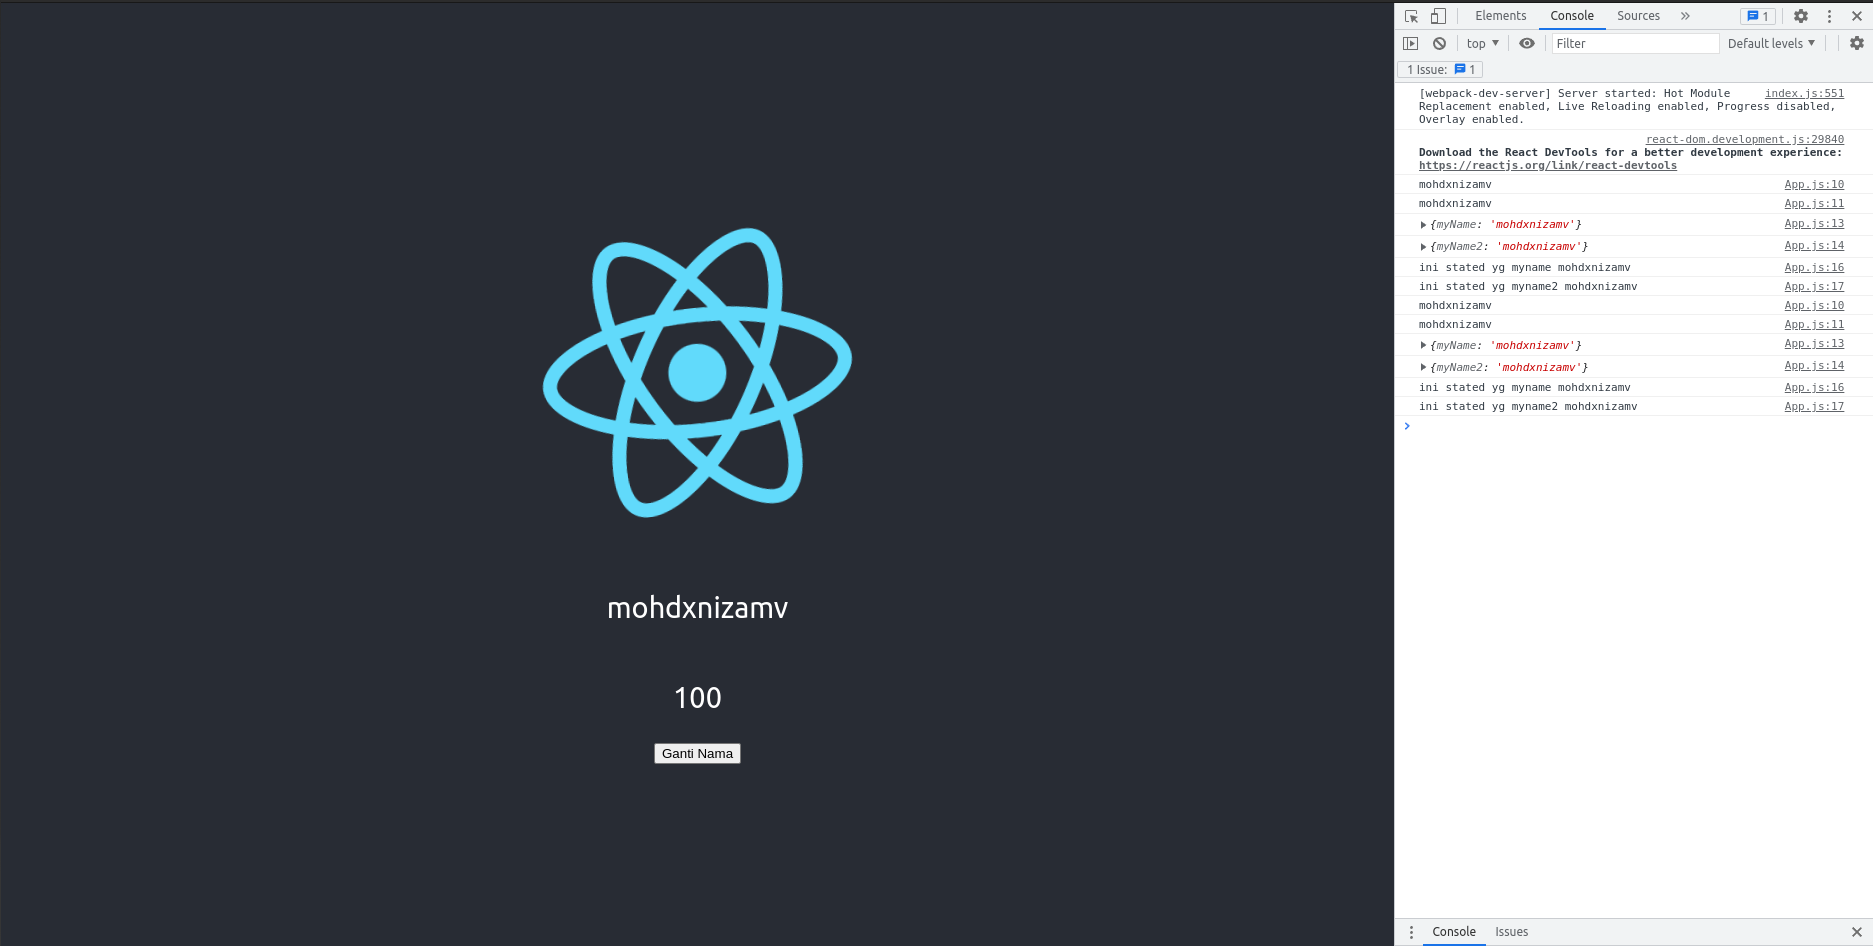 mohdxnizamv
100
Ganti Nama
Elements Console Sources 1
top Filter Default levels
1 Issue: 1
[webpack-dev-server] Server started: Hot Module index.js:551
Replacement enabled, Live Reloading enabled, Progress disabled,
Overlay enabled.
react-dom.development.js:29840
Download the React DevTools for a better development experience:
https://reactjs.org/link/react-devtools
mohdxnizamv App.js:10
mohdxnizamv App.js:11
{myName: 'mohdxnizamv'} App.js:13
{myName2: 'mohdxnizamv'} App.js:14
ini stated yg myname mohdxnizamv App.js:16
ini stated yg myname2 mohdxnizamv App.js:17
mohdxnizamv App.js:10
mohdxnizamv App.js:11
{myName: 'mohdxnizamv'} App.js:13
{myName2: 'mohdxnizamv'} App.js:14
ini stated yg myname mohdxnizamv App.js:16
ini stated yg myname2 mohdxnizamv App.js:17
Console Issues